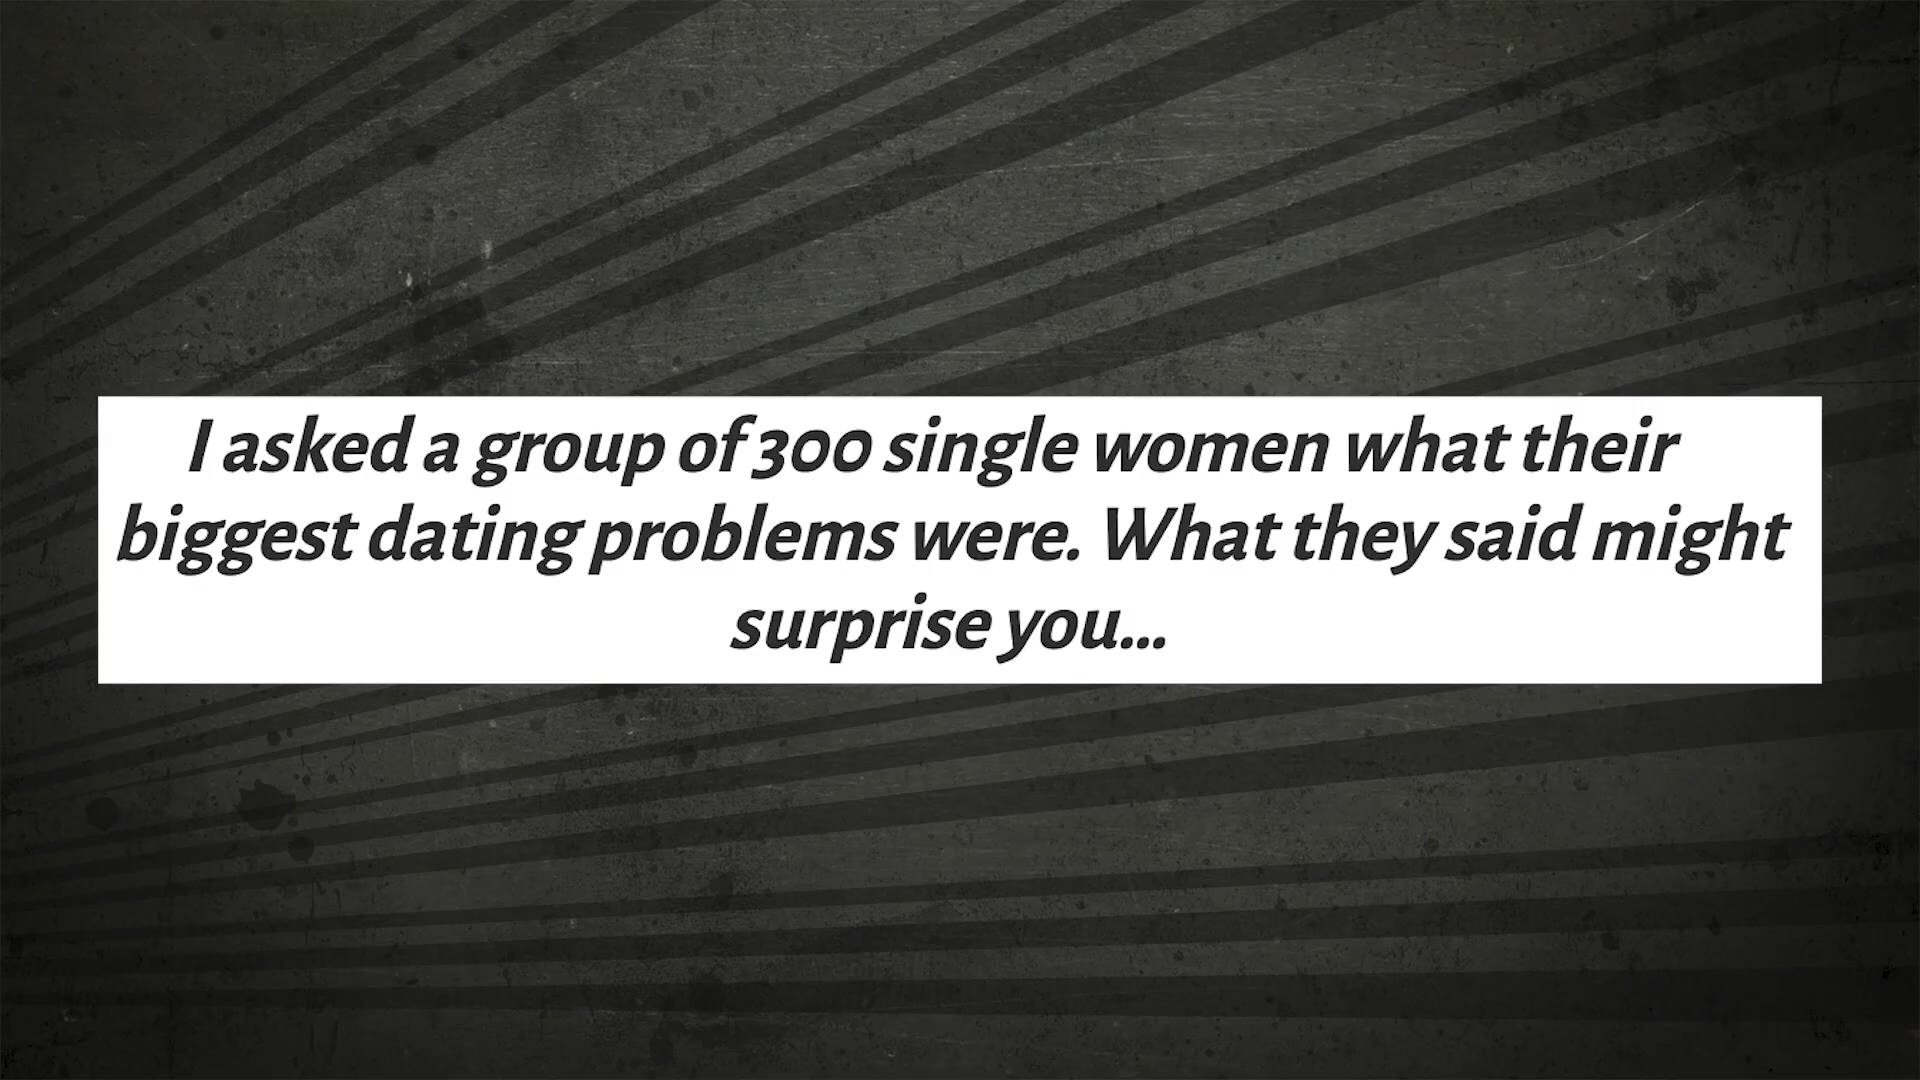 I asked a group of 300 single women what their
biggest dating problems were. What they said might
surprise you...